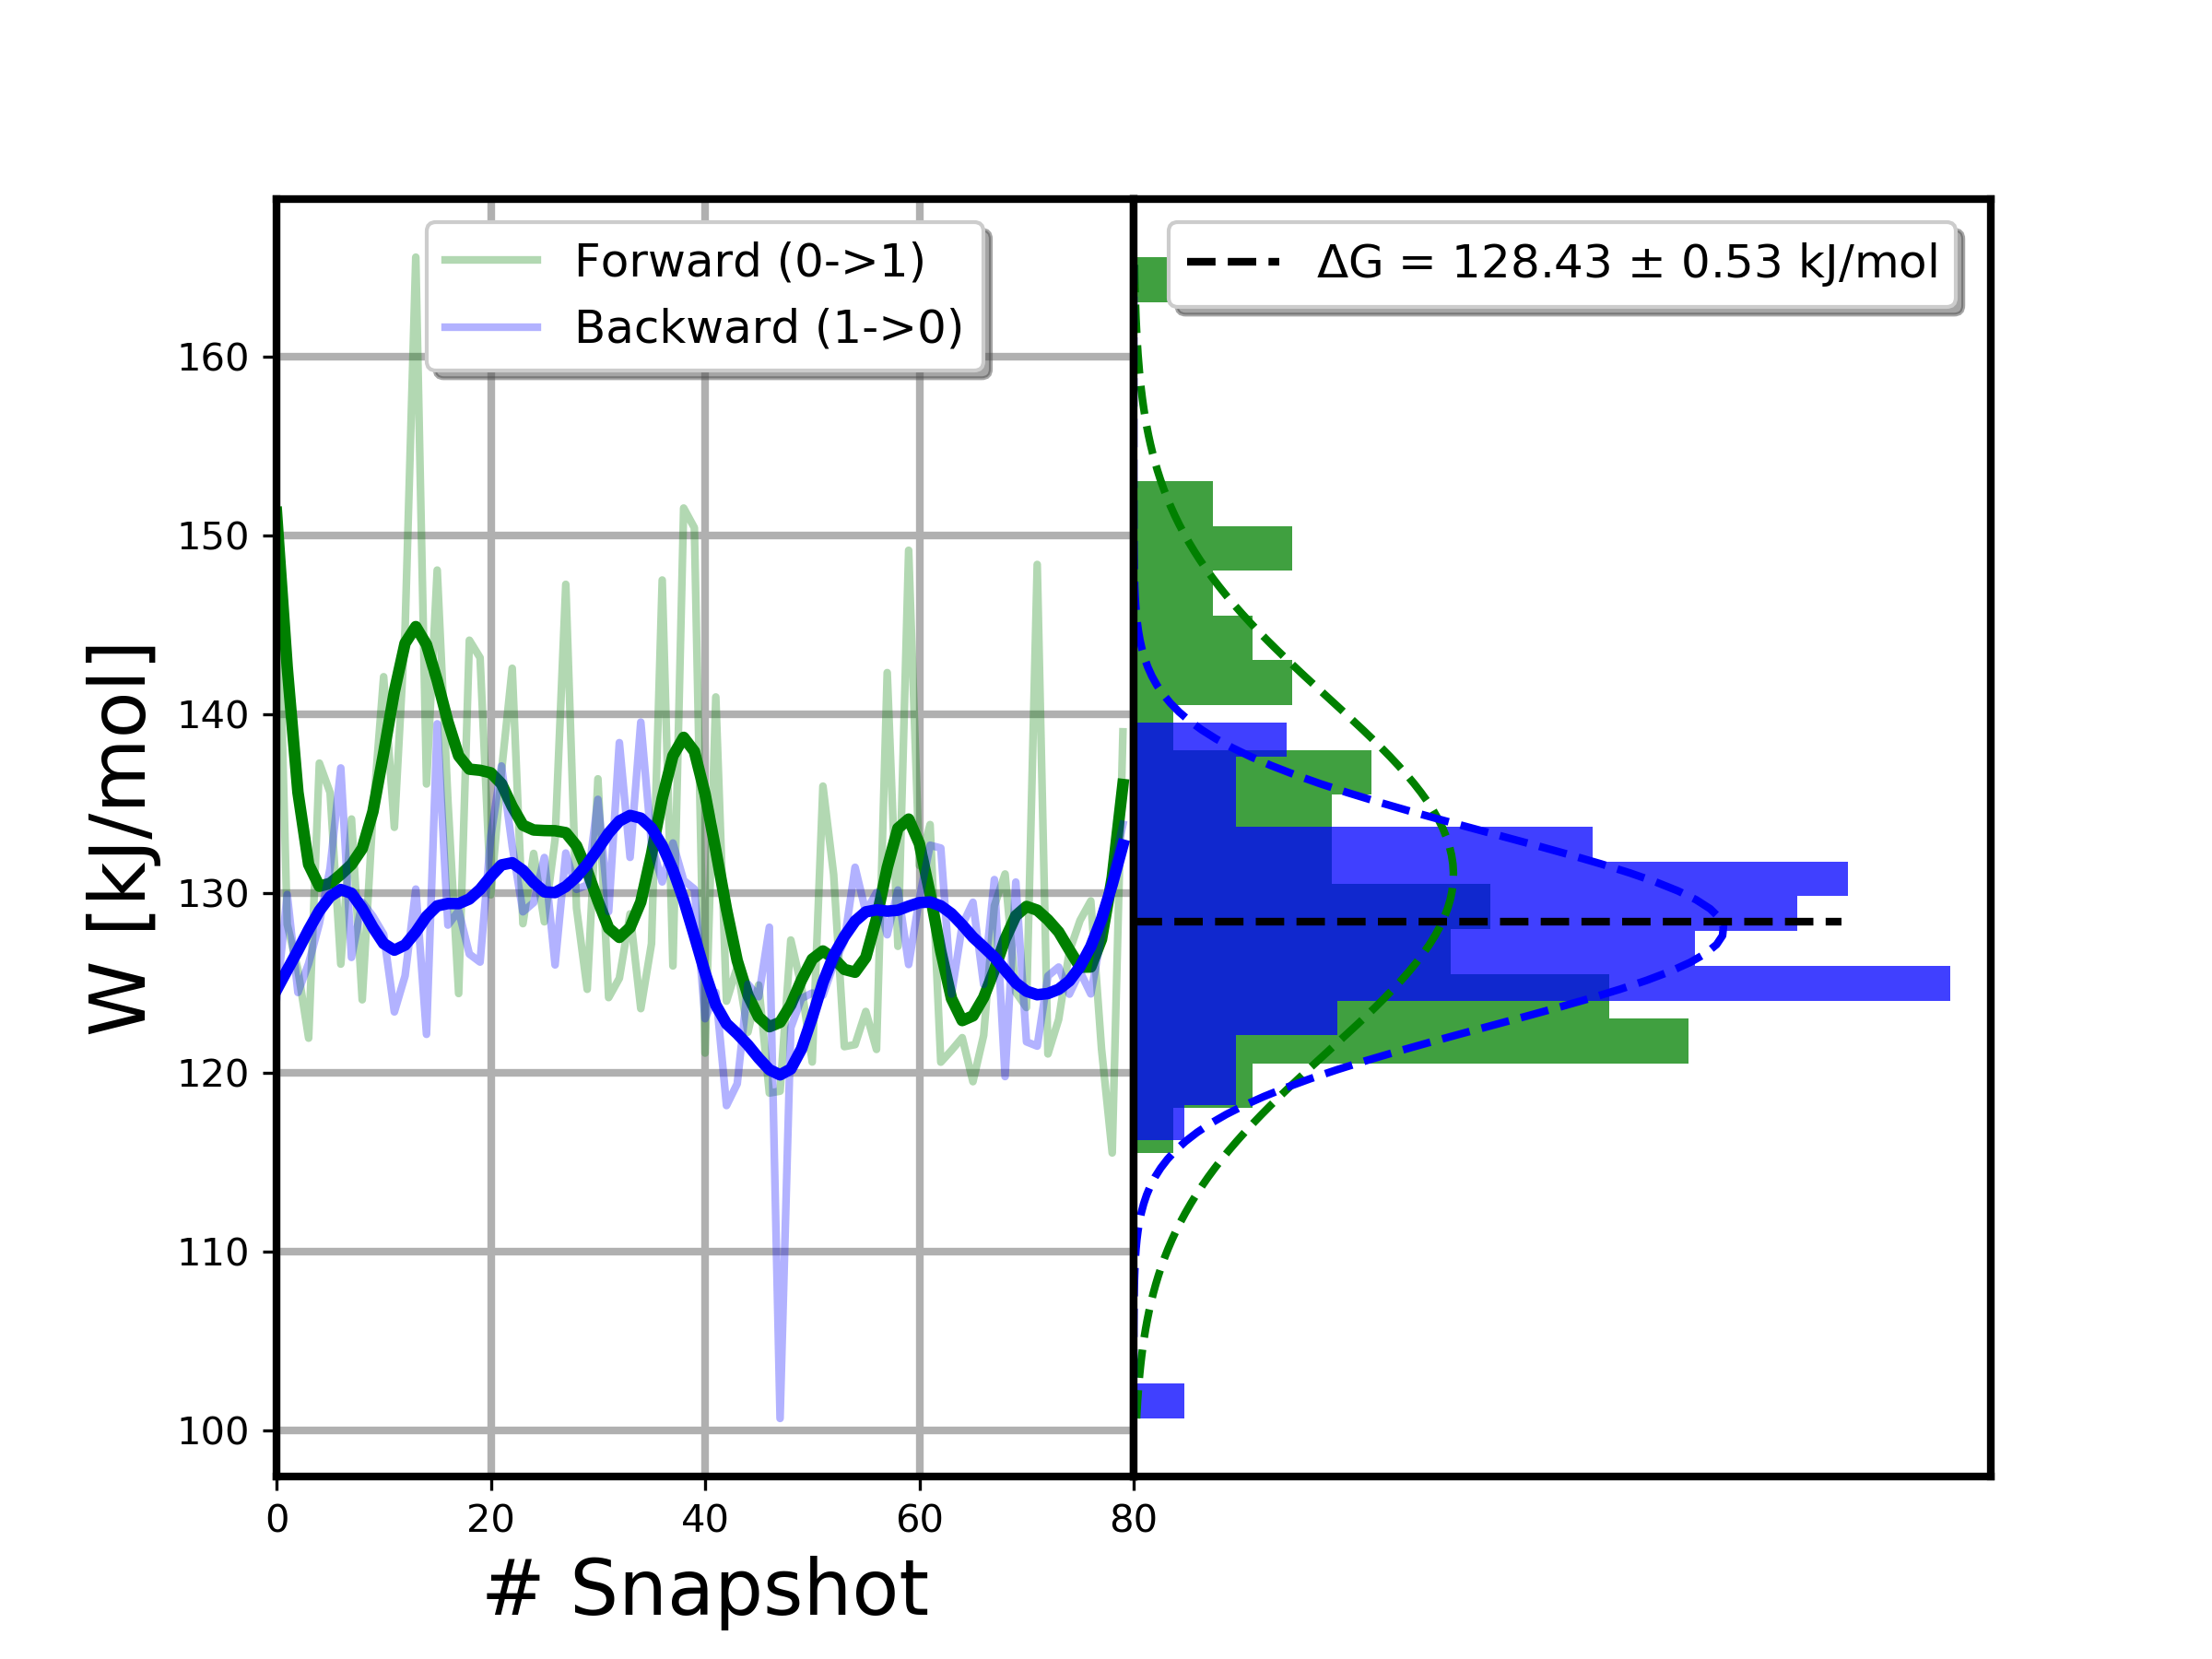 Forward (0->1)
Backward (1->0)
ΔG = 128.43 ± 0.53 kJ/mol
W [kJ/mol]
160
150
140
130
120
110
100
0 20 40 60 80
# Snapshot